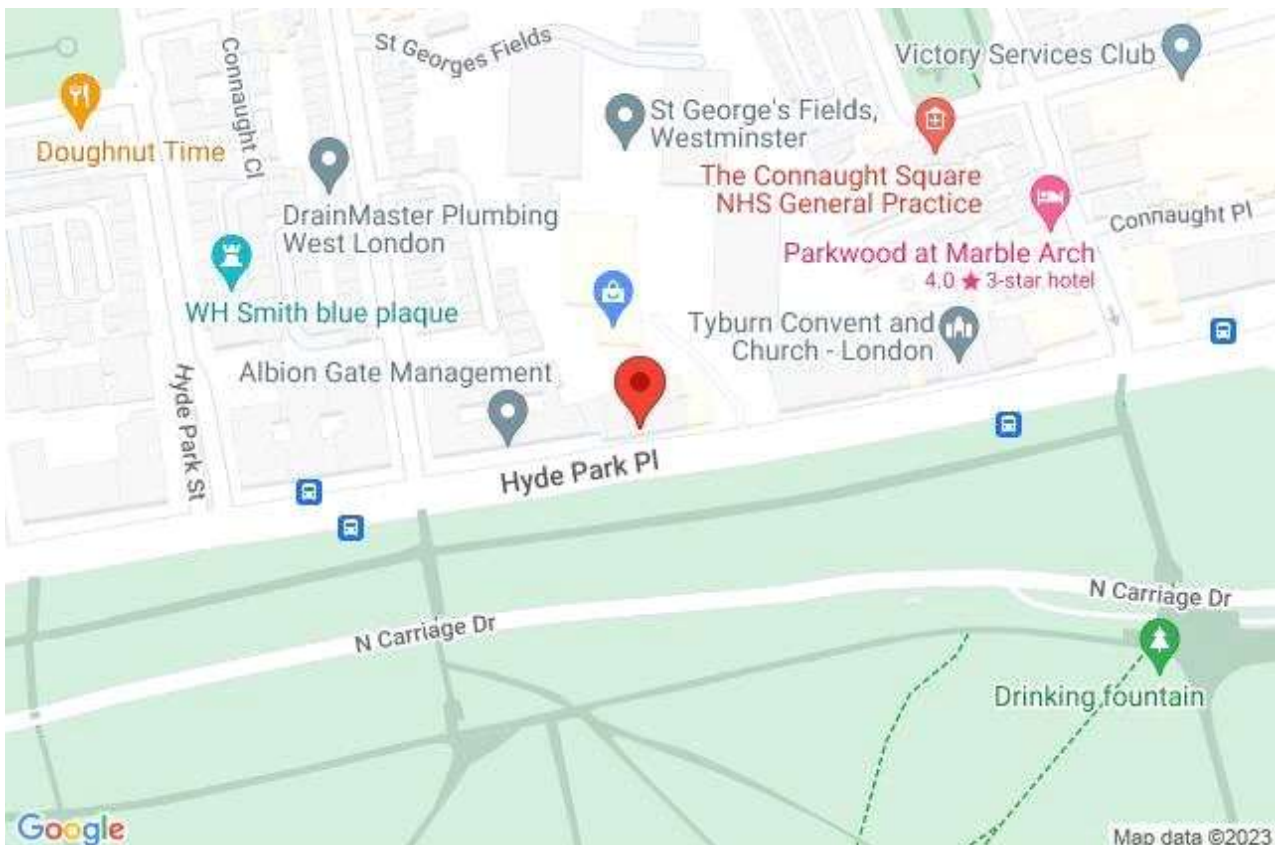 Connaught Cl
St Georges Fields
Victory Services Club
Doughnut Time
St George's Fields,
Westminster
The Connaught Square
NHS General Practice
DrainMaster Plumbing
West London
Connaught Pl
Parkwood at Marble Arch
4.0 ★ 3-star hotel
WH Smith blue plaque
Tyburn Convent and
Church - London
Albion Gate Management
Hyde Park St
Hyde Park Pl
N Carriage Dr
N Carriage Dr
Drinking fountain
Google
Map data ©2023